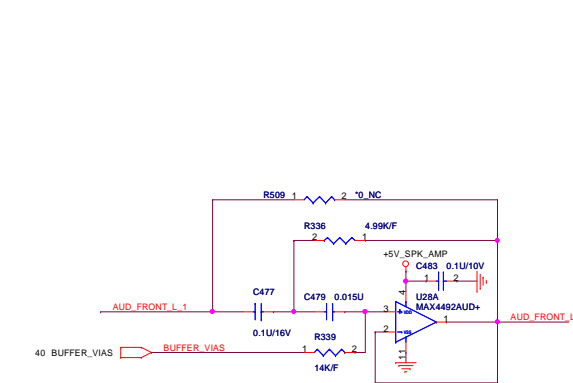 R509 1 2 *0_NC
R336 4.99K/F
2 1
+5V_SPK_AMP
C483 0.1U/10V
1 2
C477 C479 0.015U 4 U28A
MAX4492AUD+
AUD_FRONT_L_1 3 + VDD
1 AUD_FRONT_L
0.1U/16V 2 - VSS
R339 11
40 BUFFER_VIAS BUFFER_VIAS 1 2
14K/F